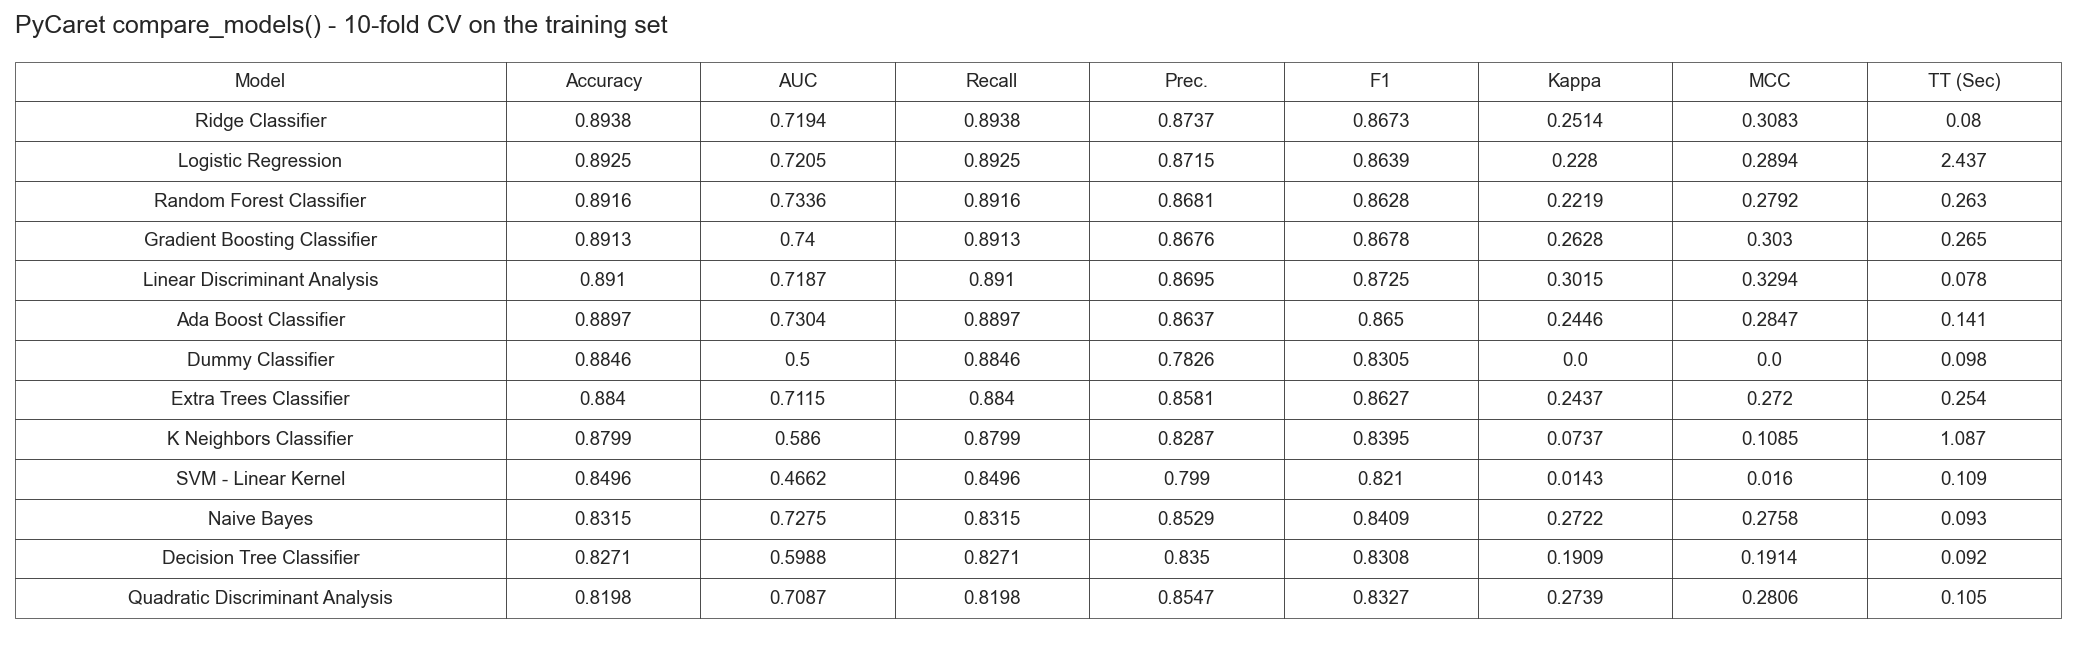 PyCaret compare_models() - 10-fold CV on the training set
Model Accuracy AUC Recall Prec. F1 Kappa MCC TT (Sec)
Ridge Classifier 0.8938 0.7194 0.8938 0.8737 0.8673 0.2514 0.3083 0.08
Logistic Regression 0.8925 0.7205 0.8925 0.8715 0.8639 0.228 0.2894 2.437
Random Forest Classifier 0.8916 0.7336 0.8916 0.8681 0.8628 0.2219 0.2792 0.263
Gradient Boosting Classifier 0.8913 0.74 0.8913 0.8676 0.8678 0.2628 0.303 0.265
Linear Discriminant Analysis 0.891 0.7187 0.891 0.8695 0.8725 0.3015 0.3294 0.078
Ada Boost Classifier 0.8897 0.7304 0.8897 0.8637 0.865 0.2446 0.2847 0.141
Dummy Classifier 0.8846 0.5 0.8846 0.7826 0.8305 0.0 0.0 0.098
Extra Trees Classifier 0.884 0.7115 0.884 0.8581 0.8627 0.2437 0.272 0.254
K Neighbors Classifier 0.8799 0.586 0.8799 0.8287 0.8395 0.0737 0.1085 1.087
SVM - Linear Kernel 0.8496 0.4662 0.8496 0.799 0.821 0.0143 0.016 0.109
Naive Bayes 0.8315 0.7275 0.8315 0.8529 0.8409 0.2722 0.2758 0.093
Decision Tree Classifier 0.8271 0.5988 0.8271 0.835 0.8308 0.1909 0.1914 0.092
Quadratic Discriminant Analysis 0.8198 0.7087 0.8198 0.8547 0.8327 0.2739 0.2806 0.105